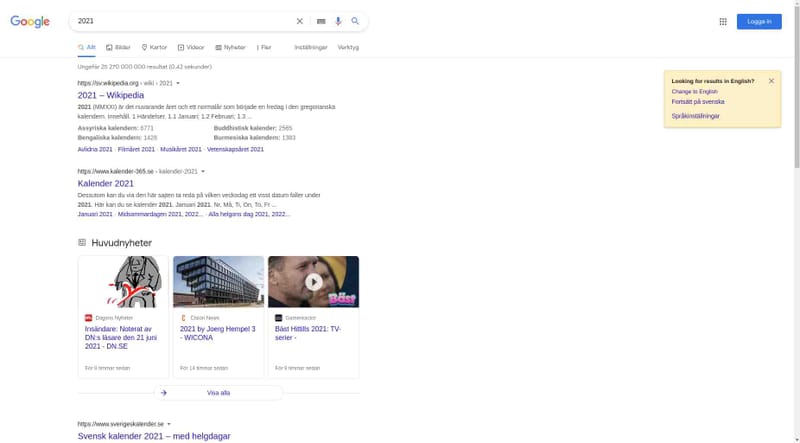 Google
2021
Logga in
Allt
Bilder
Kartor
Videor
Nyheter
Fler
Inställningar
Verktyg
Ungefär 25 270 000 000 resultat (0,42 sekunder)
Looking for results in English?
Change to English
Fortsätt på svenska
Språkinställningar
https://sv.wikipedia.org › wiki › 2021
2021 – Wikipedia
2021 (MMXXI) är det nuvarande året och ett normalår som började en fredag i den gregorianska
kalendern. Innehåll. 1 Händelser. 1.1 Januari; 1.2 Februari; 1.3 ...
Assyriska kalendern: 6771
Buddhistisk kalender: 2565
Bengaliska kalendern: 1428
Burmesiska kalendern: 1383
Avlidna 2021 · Filmåret 2021 · Musikåret 2021 · Vetenskapsåret 2021
https://www.kalender-365.se › kalender-2021
Kalender 2021
Dessutom kan du via den här sajten ta reda på vilken veckodag ett visst datum faller under
2021. Här kan du se kalender 2021. Januari 2021. Nr, Må, Ti, On, To, Fr ...
Januari 2021 · Midsommardagen 2021, 2022... · Alla helgons dag 2021, 2022...
Huvudnyheter
Bäst
Dagens Nyheter
Insändare: Noterat av
DN:s läsare den 21 juni
2021 - DN.SE
För 9 timmar sedan
Cision News
2021 by Joerg Hempel 3
- WICONA
För 14 timmar sedan
Gamereactor
Bäst Hittills 2021: TV-
serier -
För 9 timmar sedan
Visa alla
https://www.sverigeskalender.se
Svensk kalender 2021 – med helgdagar